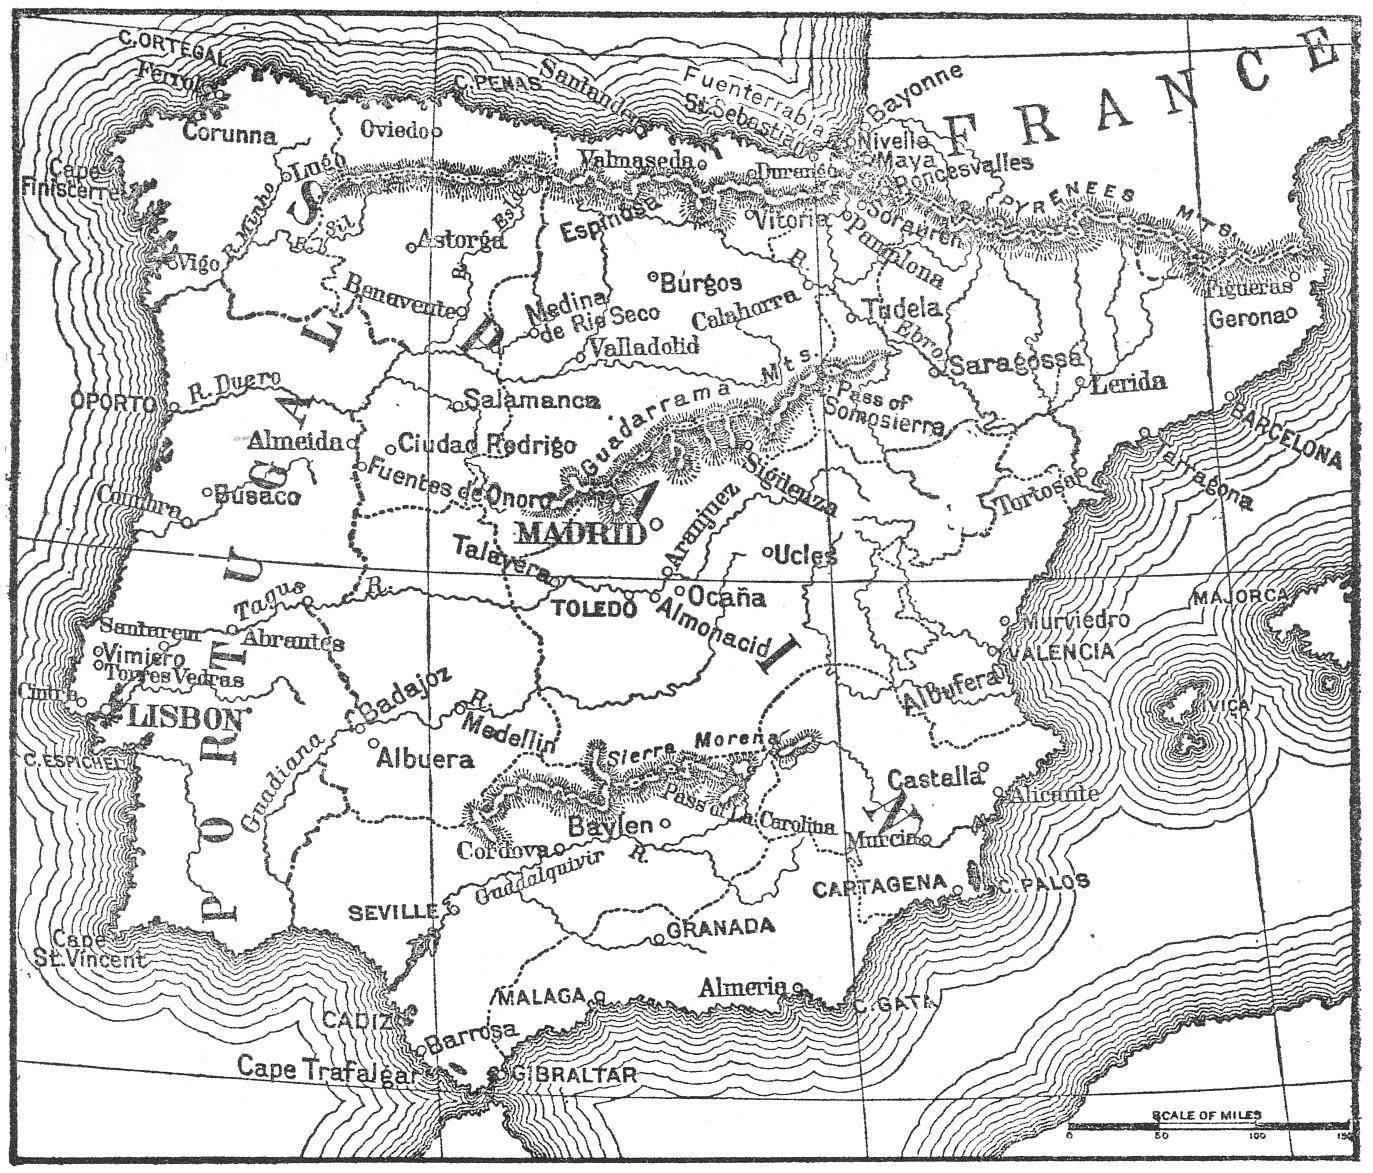 C. ORTEGAL
Ferrol
Corunna
Oviedo
C. PENAS
Santander
Fuenterrabia
St. Sebastian
Bayonne
FRANCE
Nivelle
Maya
Roncesvalles
PYRENEES MTS.
Cape Finisterre
Lugo
R. Minho
R. Sil
Valmaseda
Durango
Vitoria
Sorauren
Pamplona
Espinosa
Astorga
Esla
R.
Vigo
Benavente
Medina de Rio Seco
Búrgos
Calahorra
R.
Tudela
Ebro
Figueras
Gerona
SPAIN
Valladolid
Saragossa
Lerida
OPORTO
R. Duero
Salamanca
Guadarrama Mts.
Pass of Somosierra
BARCELONA
Almeida
Ciudad Rodrigo
Fuentes de Onoro
Siguenza
Tarragona
Tortosa
Coimbra
Busaco
MADRID
Aranjuez
Ucles
Talavera
TOLEDO
Ocaña
Almonacid
Tagus R.
Santarem
Abrantes
Vimiero
Torres Vedras
Cintra
LISBON
PORTUGAL
MAJORCA
Murviedro
VALENCIA
Albufera
IVIÇA
Badajoz
R.
Medellin
Albuera
Guadiana
C. ESPICHEL
Sierra Morena
Pass of La Carolina
Castalla
Alicante
Baylen
Murcia
Cordova
Guadalquivir R.
CARTAGENA
C. PALOS
SEVILLE
GRANADA
Cape St. Vincent
MALAGA
Almeria
C. GATA
CADIZ
Barrosa
Cape Trafalgar
GIBRALTAR
SCALE OF MILES
0 50 100 150